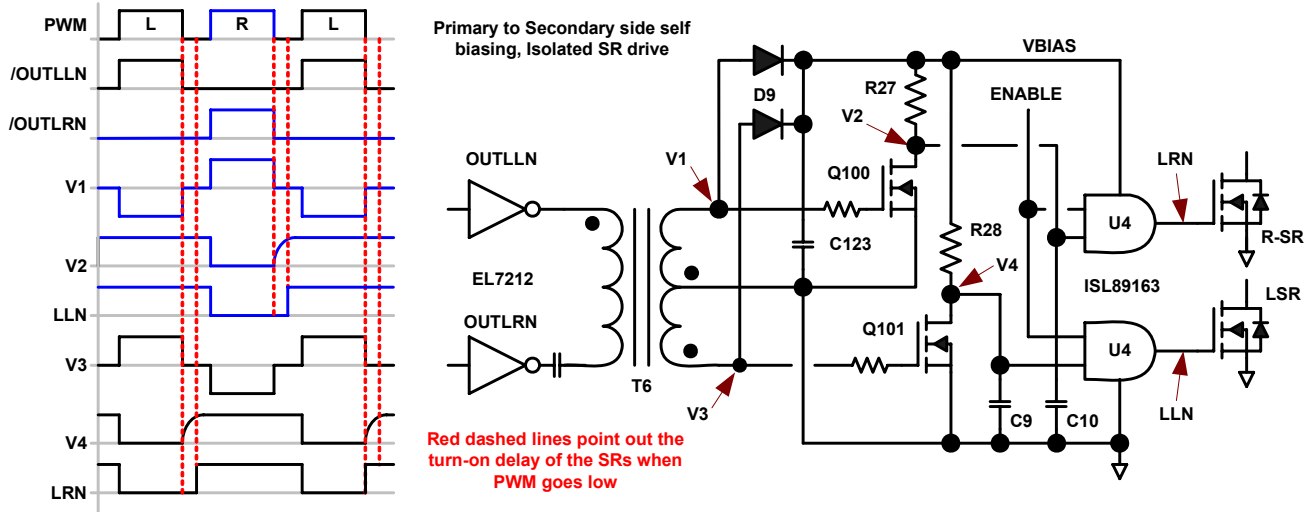 PWM
L
R
L
/OUTLLN
/OUTLRN
V1
V2
LLN
V3
V4
LRN
Primary to Secondary side self
biasing, Isolated SR drive
VBIAS
D9
R27
ENABLE
V2
V1
OUTLLN
Q100
LRN
U4
R-SR
C123
R28
V4
EL7212
ISL89163
LSR
OUTLRN
Q101
U4
T6
V3
C9
C10
LLN
Red dashed lines point out the
turn-on delay of the SRs when
PWM goes low